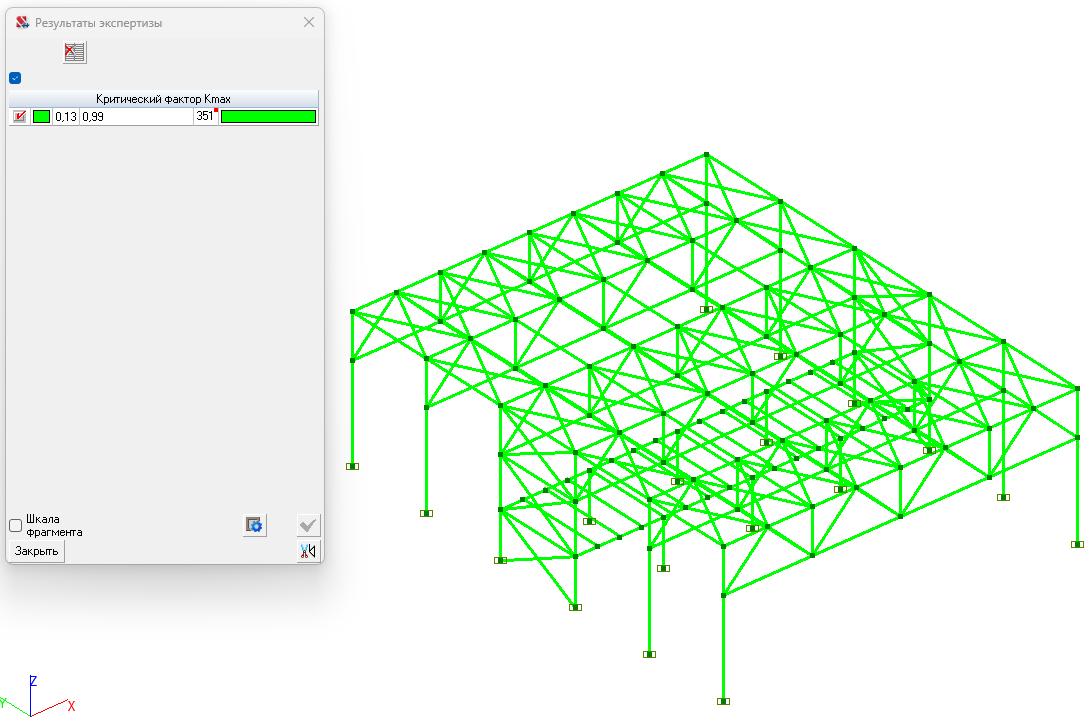 Результаты экспертизы
Критический фактор Kmax
0,13 0,99 351
Шкала
фрагмента
Закрыть
Z
Y
X